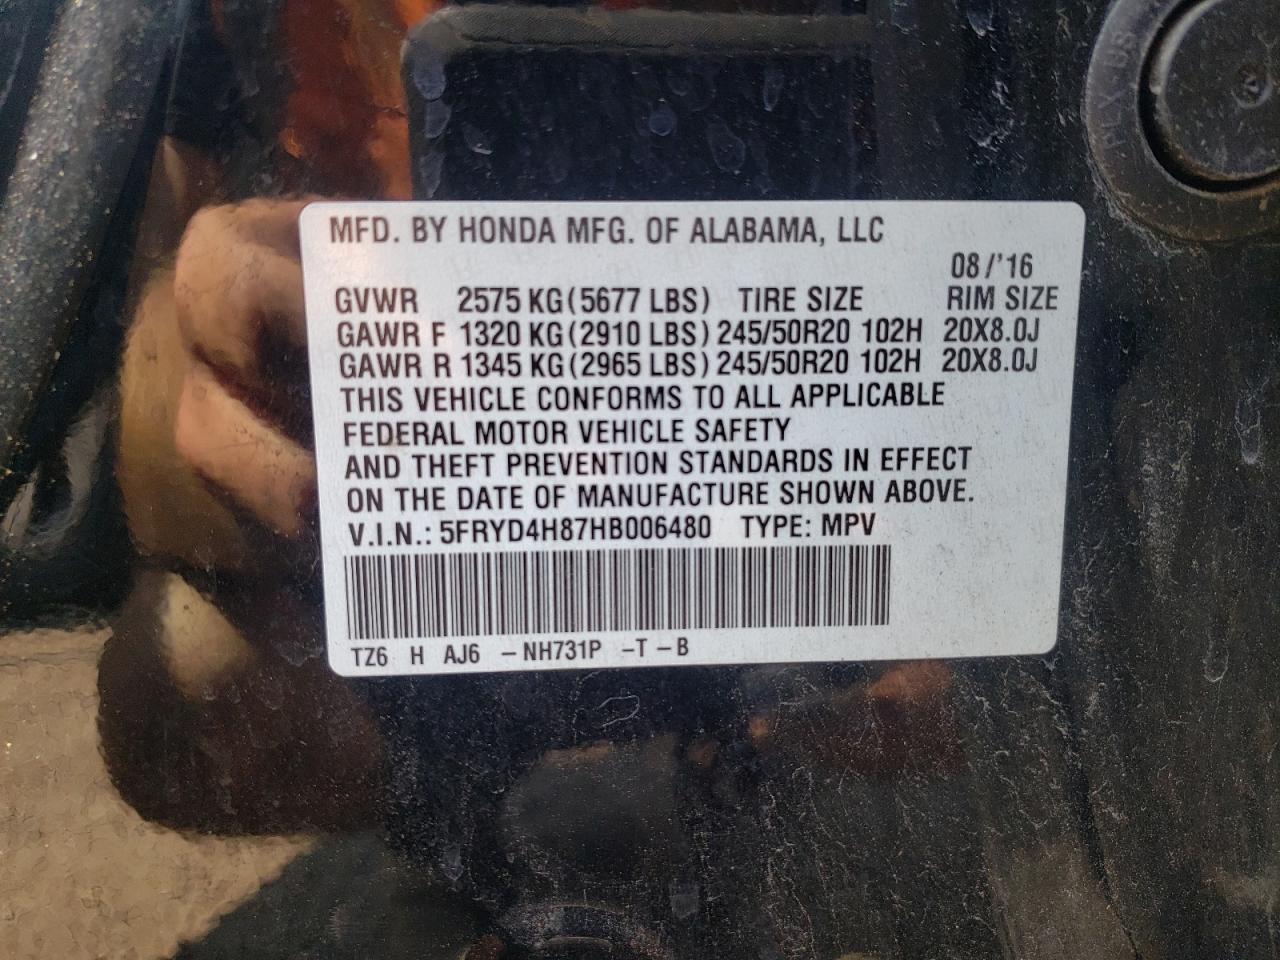 MFD. BY HONDA MFG. OF ALABAMA, LLC
08/'16
GVWR 2575 KG(5677 LBS) TIRE SIZE RIM SIZE
GAWR F 1320 KG(2910 LBS) 245/50R20 102H 20X8.0J
GAWR R 1345 KG(2965 LBS) 245/50R20 102H 20X8.0J
THIS VEHICLE CONFORMS TO ALL APPLICABLE
FEDERAL MOTOR VEHICLE SAFETY
AND THEFT PREVENTION STANDARDS IN EFFECT
ON THE DATE OF MANUFACTURE SHOWN ABOVE.
V.I.N.: 5FRYD4H87HB006480 TYPE: MPV
TZ6 H AJ6 -NH731P -T-B